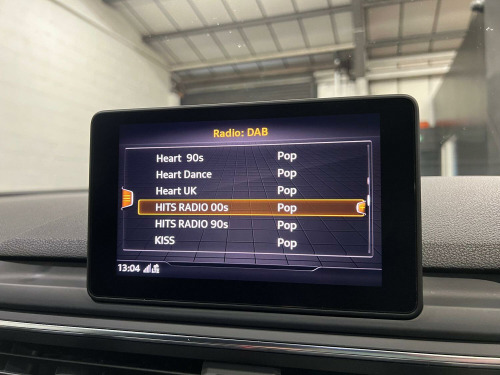 Radio: DAB
Heart 90s Pop
Heart Dance Pop
Heart UK Pop
HITS RADIO 00s Pop
HITS RADIO 90s Pop
KISS Pop
13:04